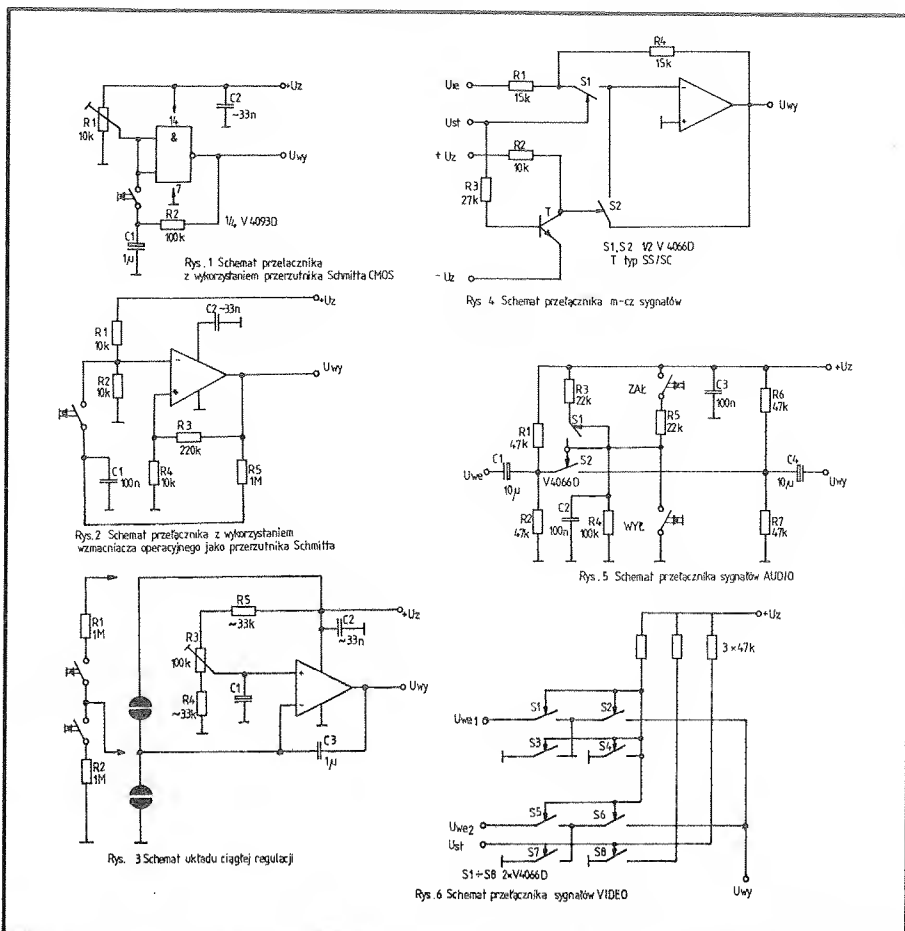 +Uz
C2
~33n
R1
10k
14
&
7
Uwy
R2
100k
C1
1μ
1/4 V 4093D
Rys. 1 Schemat przełacznika
z wykorzystaniem przerzutnika Schmitta CMOS
+Uz
C2 ~33n
R1
10k
R2
10k
-
+
Uwy
R3
220k
C1
100n
R4
10k
R5
1M
Rys.2 Schemat przełącznika z wykorzystaniem
wzmacniacza operacyjnego jako przerzutnika Schmitta
R1
1M
R2
1M
R5
~33k
+Uz
C2
~33n
R3
100k
C1
R4
~33k
+
-
Uwy
C3
1μ
Rys. 3 Schemat układu ciągłej regulacji
R4
15k
Uie
R1
15k
S1
-
+
Uwy
Ust
+ Uz
R2
10k
R3
27k
T
S2
- Uz
S1, S2 1/2 V 4066D
T typ SS/SC
Rys 4 Schemat przełącznika m-cz sygnałów
+Uz
R3
22k
ZAŁ
C3
100n
R6
47k
R1
47k
S1
R5
22k
Uwe
C1
10μ
S2
V4066D
C4
10μ
Uwy
R2
47k
C2
100n
R4
100k
WYŁ
R7
47k
Rys. 5 Schemat przełącznika sygnałów AUDIO
+Uz
3×47k
Uwe1
S1
S2
S3
S4
Uwe2
S5
S6
Ust
S7
S8
S1÷S8 2×V4066D
Uwy
Rys.6 Schemat przełącznika sygnałów VIDEO